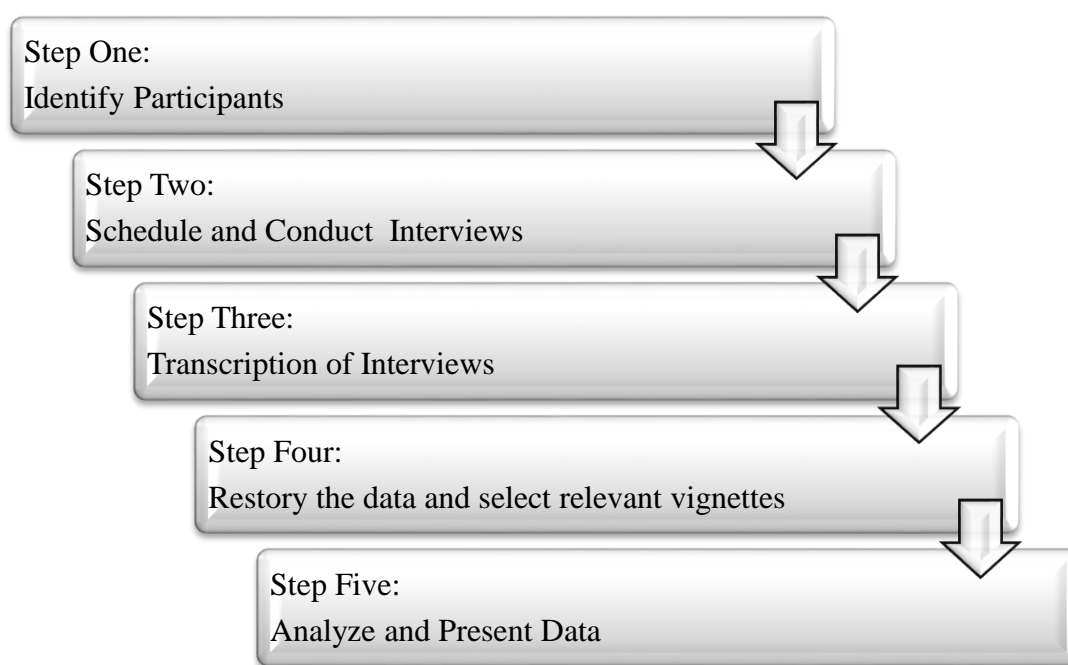 Step One:
Identify Participants
Step Two:
Schedule and Conduct  Interviews
Step Three:
Transcription of Interviews
Step Four:
Restory the data and select relevant vignettes
Step Five:
Analyze and Present Data